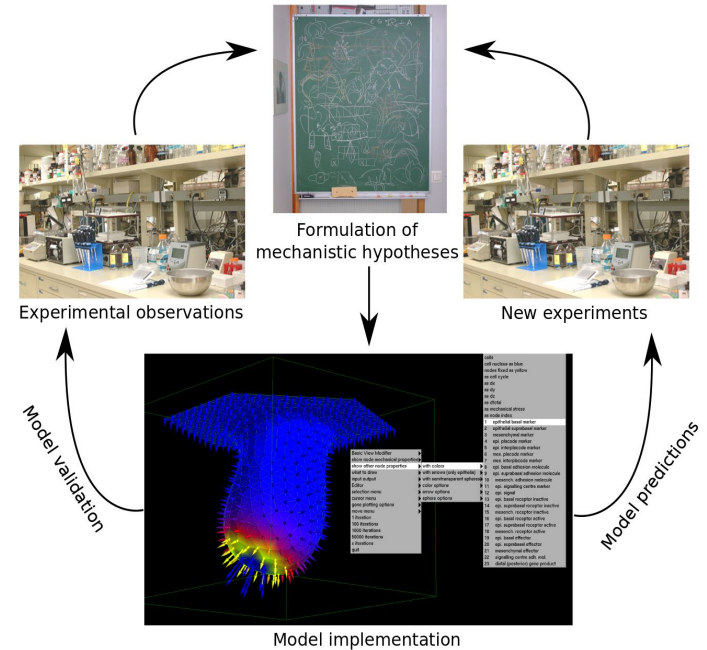 Formulation of
mechanistic hypotheses
Experimental observations
New experiments
Model validation
Model predictions
Basic View Modifier
show node mechanical properties
show other node properties
what to draw
input output
Editor
selection menu
cursor menu
gene plotting options
move menu
1 iteration
100 iterations
1000 iterations
50000 iterations
x iterations
quit
with colors
with arrows (only epithelia)
with semitransparent spheres
color options
arrow options
sphere options
cells
cell nucleus as blue
nodes fixed as yellow
as cell cycle
as dx
as dy
as dz
as mechanical stress
as node index
1 epithelial basal marker
2 epithelial suprabasal marker
3 mesenchymal marker
4 epi. placode marker
5 epi. interplacode marker
6 mes. placode marker
7 mes. interplacode marker
8 epi. basal adhesion molecule
9 epi. suprabasal adhesion molecule
10 mesench. adhesion molecule
11 epi. signalling centre marker
12 epi. signal
13 epi. basal receptor inactive
14 epi. suprabasal receptor inactive
15 mesench. receptor inactive
16 epi. basal receptor active
17 epi. suprabasal receptor active
18 mesench. receptor active
19 epi. basal effector
20 epi. suprabasal effector
21 mesenchymal effector
22 signalling centre adh. mol.
23 distal (posterior) gene product
Model implementation